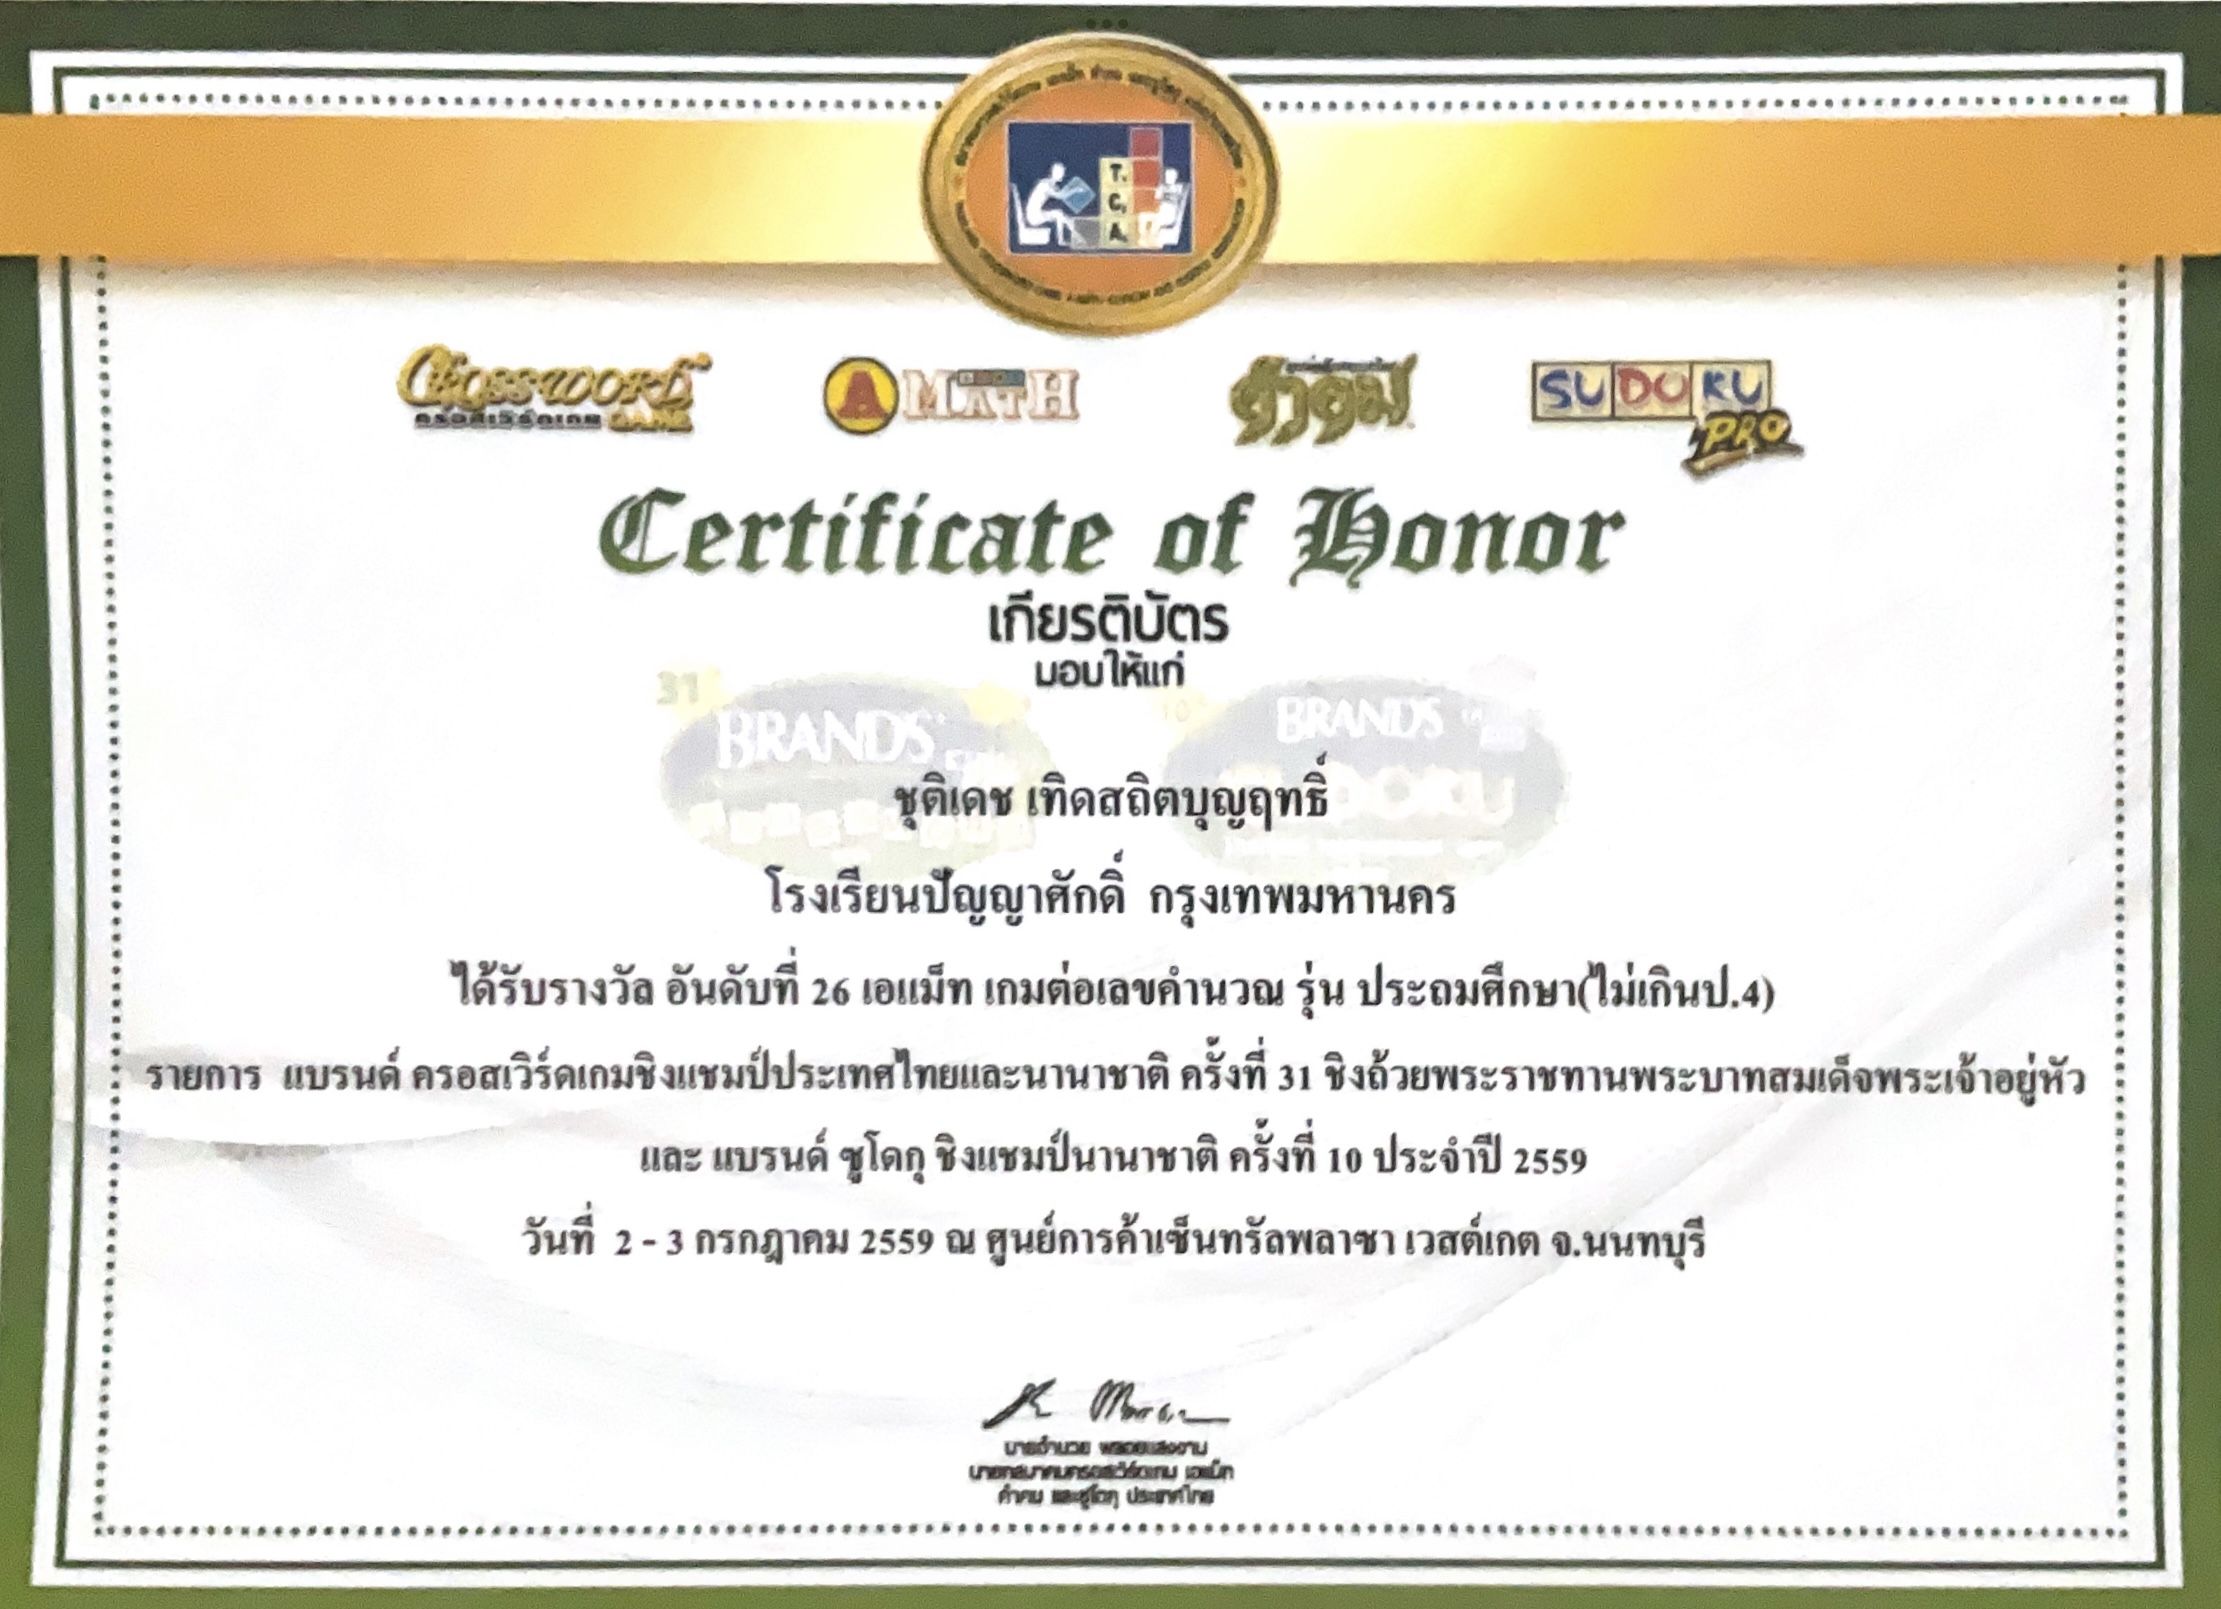 T.
C.
A.
CROSSWORD
ครอสเวิร์ดเกม GAME
A MATH
คำคม
SUDOKU
PRO
Certificate of Honor
เกียรติบัตร
มอบให้แก่
31 BRAND'S
10 BRAND'S
SUDOKU
ชุติเดช เทิดสถิตบุญฤทธิ์
โรงเรียนปัญญาศักดิ์ กรุงเทพมหานคร
ได้รับรางวัล อันดับที่ 26 เอแม็ท เกมต่อเลขคำนวณ รุ่น ประถมศึกษา(ไม่เกินป.4)
รายการ แบรนด์ ครอสเวิร์ดเกมชิงแชมป์ประเทศไทยและนานาชาติ ครั้งที่ 31 ชิงถ้วยพระราชทานพระบาทสมเด็จพระเจ้าอยู่หัว
และ แบรนด์ ซูโดกุ ชิงแชมป์นานาชาติ ครั้งที่ 10 ประจำปี 2559
วันที่ 2 - 3 กรกฎาคม 2559 ณ ศูนย์การค้าเซ็นทรัลพลาซา เวสต์เกต จ.นนทบุรี
นายอำนวย พลอยแสงงาม
นายกสมาคมครอสเวิร์ดเกม เอแม็ท
คำคม และซูโดกุ ประเทศไทย